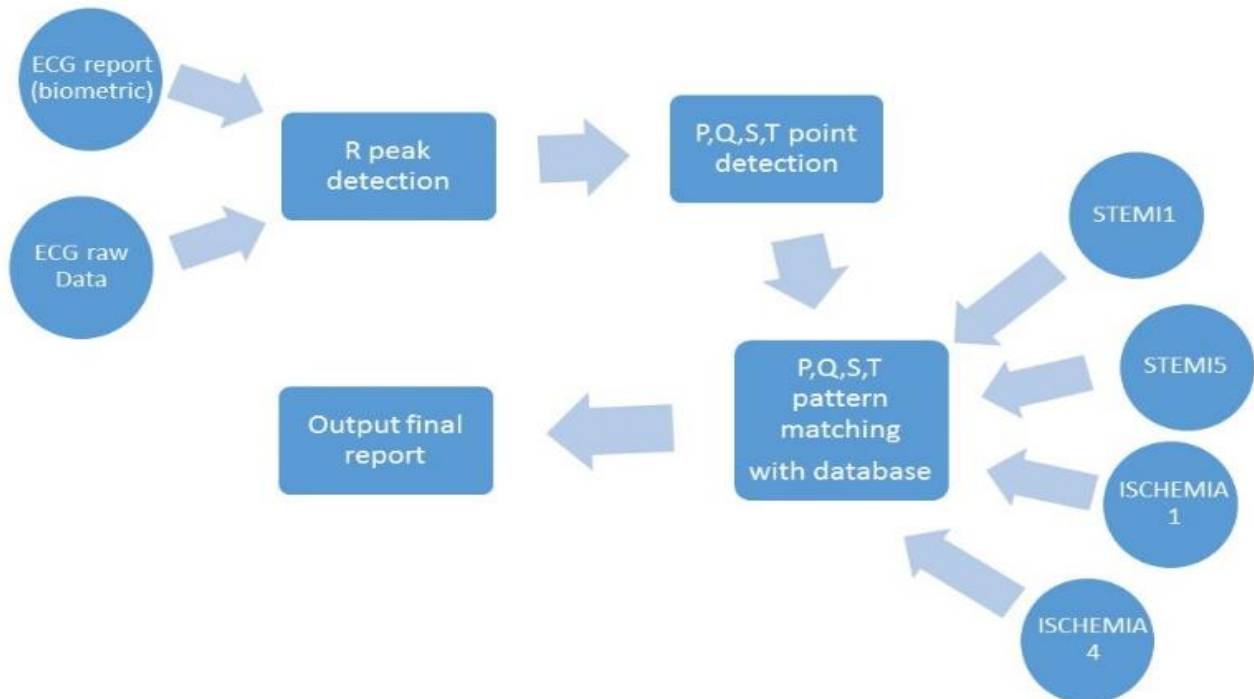 ECG report
(biometric)
ECG raw
Data
R peak
detection
P,Q,S,T point
detection
STEMI1
STEMI5
ISCHEMIA
1
ISCHEMIA
4
P,Q,S,T
pattern
matching
with database
Output final
report